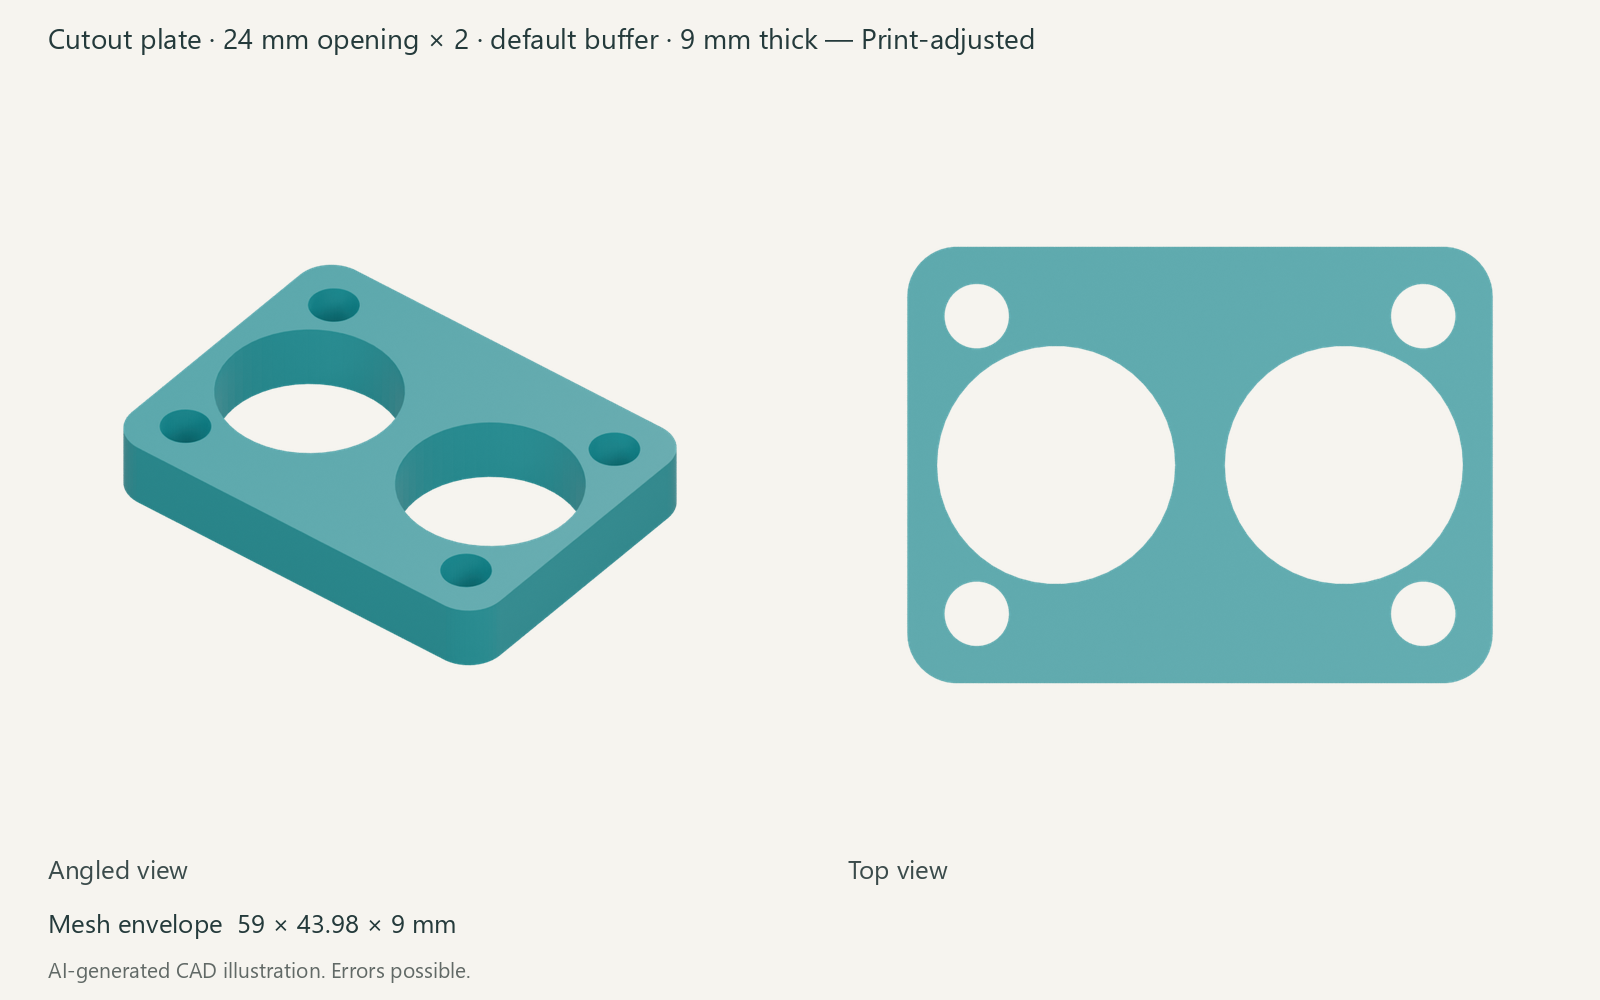 Cutout plate · 24 mm opening × 2 · default buffer · 9 mm thick — Print-adjusted
Angled view
Top view
Mesh envelope  59 × 43.98 × 9 mm
AI-generated CAD illustration. Errors possible.